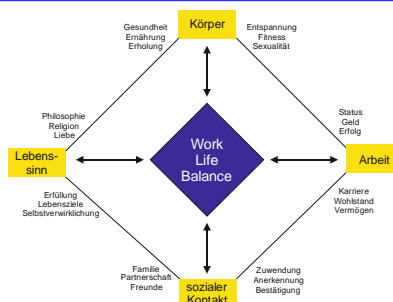 Gesundheit
Ernährung
Erholung
Körper
Entspannung
Fitness
Sexualität
Philosophie
Religion
Liebe
Status
Geld
Erfolg
Lebens-
sinn
Work
Life
Balance
Arbeit
Erfüllung
Lebensziele
Selbstverwirklichung
Karriere
Wohlstand
Vermögen
Familie
Partnerschaft
Freunde
sozialer
Kontakt
Zuwendung
Anerkennung
Bestätigung